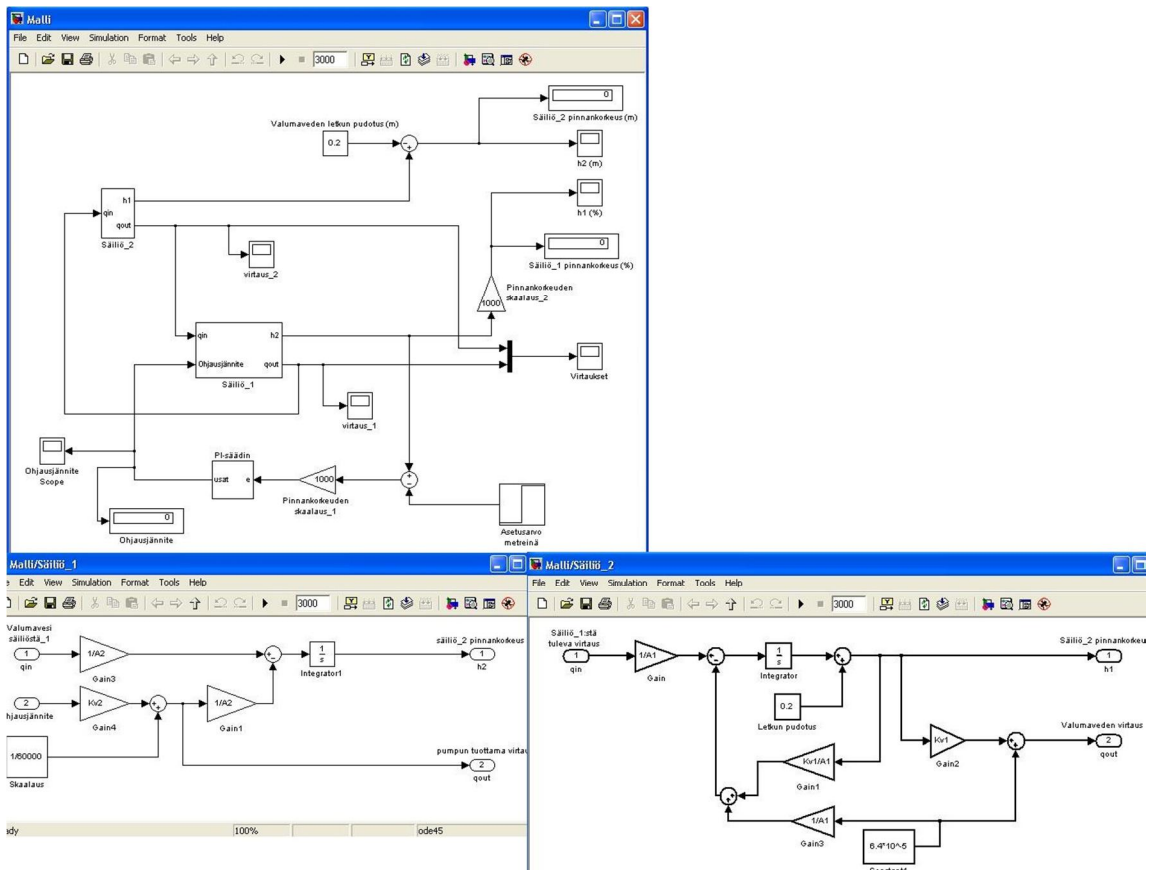 Malli
File Edit View Simulation Format Tools Help
3000
0
Säiliö_2 pinnankorkeus (m)
Valumaveden letkun pudotus (m)
0.2
h2 (m)
h1 (%)
h1
qin
qout
Säiliö_2
0
Säiliö_1 pinnankorkeus (%)
virtaus_2
Pinnankorkeuden
skaalaus_2
1000
qin
h2
Ohjausjännite
qout
Säiliö_1
Virtaukset
virtaus_1
Ohjausjännite
Scope
PI-säädin
usat
e
1000
Pinnankorkeuden
skaalaus_1
0
Ohjausjännite
Asetusarvo
metreinä
Malli/Säiliö_1
Edit View Simulation Format Tools Help
3000
Valumavesi
säiliöstä_1
1
qin
1/A2
Gain3
1
s
Integrator1
säiliö_2 pinnankorkeus
1
h2
2
hjausjännite
Kv2
Gain4
1/A2
Gain1
1/60000
Skaalaus
pumpun tuottama virtau
2
qout
ady
100%
ode45
Malli/Säiliö_2
File Edit View Simulation Format Tools Help
3000
Säiliö_1:stä
tuleva virtaus
1
qin
1/A1
Gain
1
s
Integrator
0.2
Letkun pudotus
Säiliö_2 pinnankorkeu
1
h1
Kv1
Gain2
Valumaveden virtaus
2
qout
Kv1/A1
Gain1
1/A1
Gain3
6.4*10^-5